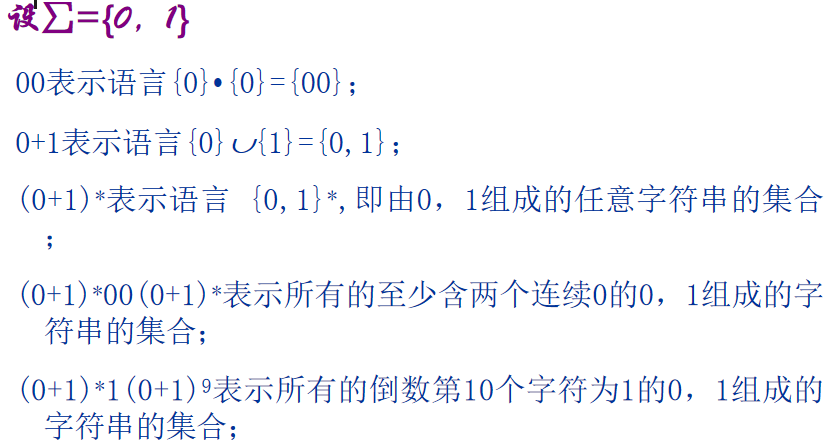 设∑={0, 1}
00表示语言{0}•{0}={00};
0+1表示语言{0}∪{1}={0,1};
(0+1)*表示语言 {0,1}*,即由0，1组成的任意字符串的集合
;
(0+1)*00(0+1)*表示所有的至少含两个连续0的0，1组成的字
符串的集合;
(0+1)*1(0+1)⁹表示所有的倒数第10个字符为1的0，1组成的
字符串的集合;